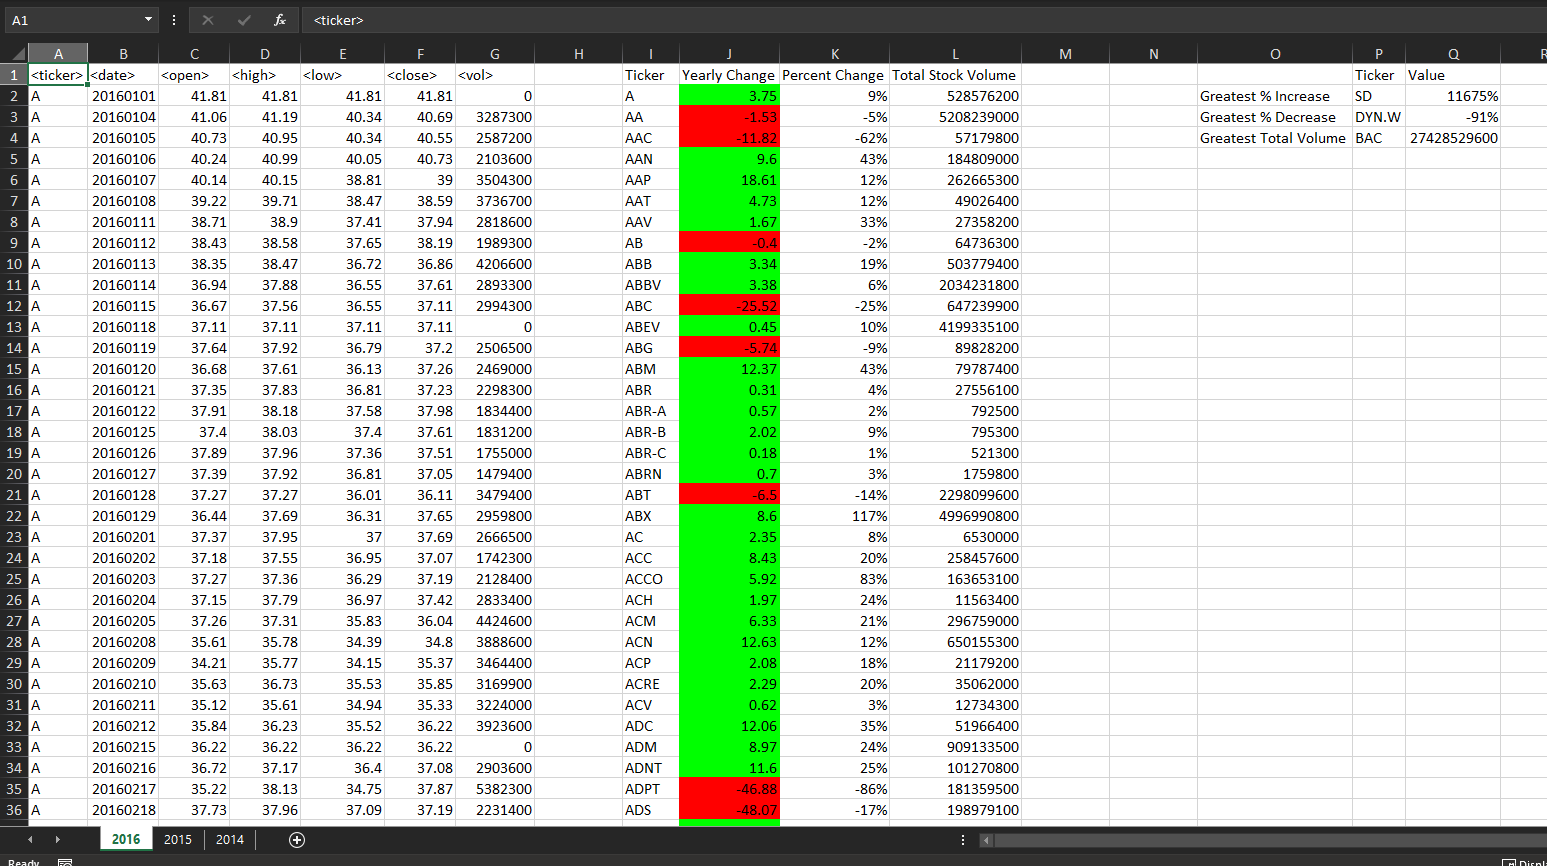 A1 fx <ticker>
A B C D E F G H I J K L M N O P Q R
1 <ticker> <date> <open> <high> <low> <close> <vol> Ticker Yearly Change Percent Change Total Stock Volume Ticker Value
2 A 20160101 41.81 41.81 41.81 41.81 0 A 3.75 9% 528576200 Greatest % Increase SD 11675%
3 A 20160104 41.06 41.19 40.34 40.69 3287300 AA -1.53 -5% 5208239000 Greatest % Decrease DYN.W -91%
4 A 20160105 40.73 40.95 40.34 40.55 2587200 AAC -11.82 -62% 57179800 Greatest Total Volume BAC 27428529600
5 A 20160106 40.24 40.99 40.05 40.73 2103600 AAN 9.6 43% 184809000
6 A 20160107 40.14 40.15 38.81 39 3504300 AAP 18.61 12% 262665300
7 A 20160108 39.22 39.71 38.47 38.59 3736700 AAT 4.73 12% 49026400
8 A 20160111 38.71 38.9 37.41 37.94 2818600 AAV 1.67 33% 27358200
9 A 20160112 38.43 38.58 37.65 38.19 1989300 AB -0.4 -2% 64736300
10 A 20160113 38.35 38.47 36.72 36.86 4206600 ABB 3.34 19% 503779400
11 A 20160114 36.94 37.88 36.55 37.61 2893300 ABBV 3.38 6% 2034231800
12 A 20160115 36.67 37.56 36.55 37.11 2994300 ABC -25.52 -25% 647239900
13 A 20160118 37.11 37.11 37.11 37.11 0 ABEV 0.45 10% 4199335100
14 A 20160119 37.64 37.92 36.79 37.2 2506500 ABG -5.74 -9% 89828200
15 A 20160120 36.68 37.61 36.13 37.26 2469000 ABM 12.37 43% 79787400
16 A 20160121 37.35 37.83 36.81 37.23 2298300 ABR 0.31 4% 27556100
17 A 20160122 37.91 38.18 37.58 37.98 1834400 ABR-A 0.57 2% 792500
18 A 20160125 37.4 38.03 37.4 37.61 1831200 ABR-B 2.02 9% 795300
19 A 20160126 37.89 37.96 37.36 37.51 1755000 ABR-C 0.18 1% 521300
20 A 20160127 37.39 37.92 36.81 37.05 1479400 ABRN 0.7 3% 1759800
21 A 20160128 37.27 37.27 36.01 36.11 3479400 ABT -6.5 -14% 2298099600
22 A 20160129 36.44 37.69 36.31 37.65 2959800 ABX 8.6 117% 4996990800
23 A 20160201 37.37 37.95 37 37.69 2666500 AC 2.35 8% 6530000
24 A 20160202 37.18 37.55 36.95 37.07 1742300 ACC 8.43 20% 258457600
25 A 20160203 37.27 37.36 36.29 37.19 2128400 ACCO 5.92 83% 163653100
26 A 20160204 37.15 37.79 36.97 37.42 2833400 ACH 1.97 24% 11563400
27 A 20160205 37.26 37.31 35.83 36.04 4424600 ACM 6.33 21% 296759000
28 A 20160208 35.61 35.78 34.39 34.8 3888600 ACN 12.63 12% 650155300
29 A 20160209 34.21 35.77 34.15 35.37 3464400 ACP 2.08 18% 21179200
30 A 20160210 35.63 36.73 35.53 35.85 3169900 ACRE 2.29 20% 35062000
31 A 20160211 35.12 35.61 34.94 35.33 3224000 ACV 0.62 3% 12734300
32 A 20160212 35.84 36.23 35.52 36.22 3923600 ADC 12.06 35% 51966400
33 A 20160215 36.22 36.22 36.22 36.22 0 ADM 8.97 24% 909133500
34 A 20160216 36.72 37.17 36.4 37.08 2903600 ADNT 11.6 25% 101270800
35 A 20160217 35.22 38.13 34.75 37.87 5382300 ADPT -46.88 -86% 181359500
36 A 20160218 37.73 37.96 37.09 37.19 2231400 ADS -48.07 -17% 198979100
2016 2015 2014
Ready